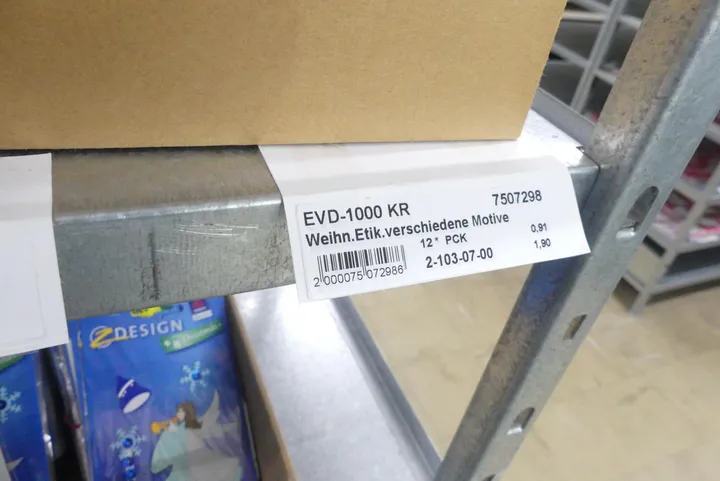 EVD-1000 KR 7507298
Weihn.Etik.verschiedene Motive 0,91
12* PCK 1,90
2 000075 072986 2-103-07-00
Z DESIGN